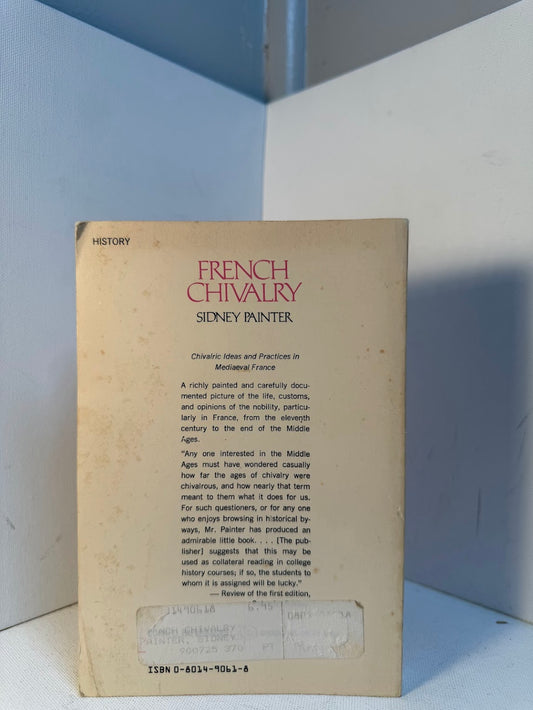 HISTORY
FRENCH
CHIVALRY
SIDNEY PAINTER
Chivalric Ideas and Practices in
Mediaeval France
A richly painted and carefully docu-
mented picture of the life, customs,
and opinions of the nobility, particu-
larly in France, from the eleventh
century to the end of the Middle
Ages.
"Any one interested in the Middle
Ages must have wondered casually
how far the ages of chivalry were
chivalrous, and how nearly that term
meant to them what it does for us.
For such questioners, or for any one
who enjoys browsing in historical by-
ways, Mr. Painter has produced an
admirable little book. . . . [The pub-
lisher] suggests that this may be
used as collateral reading in college
history courses; if so, the students to
whom it is assigned will be lucky."
— Review of the first edition,
CHIVALRY
PAINTER, SIDNEY
900725 370 PT
ISBN 0-8014-9061-8